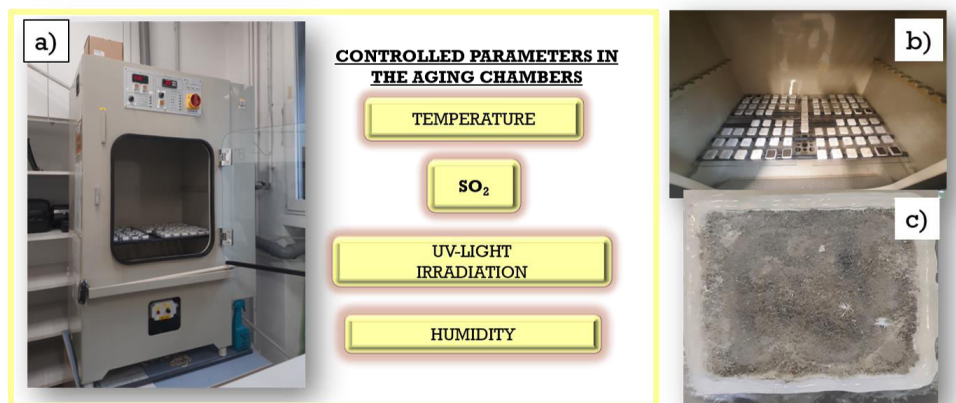 a)
CONTROLLED PARAMETERS IN
THE AGING CHAMBERS
TEMPERATURE
SO₂
UV-LIGHT
IRRADIATION
HUMIDITY
b)
c)